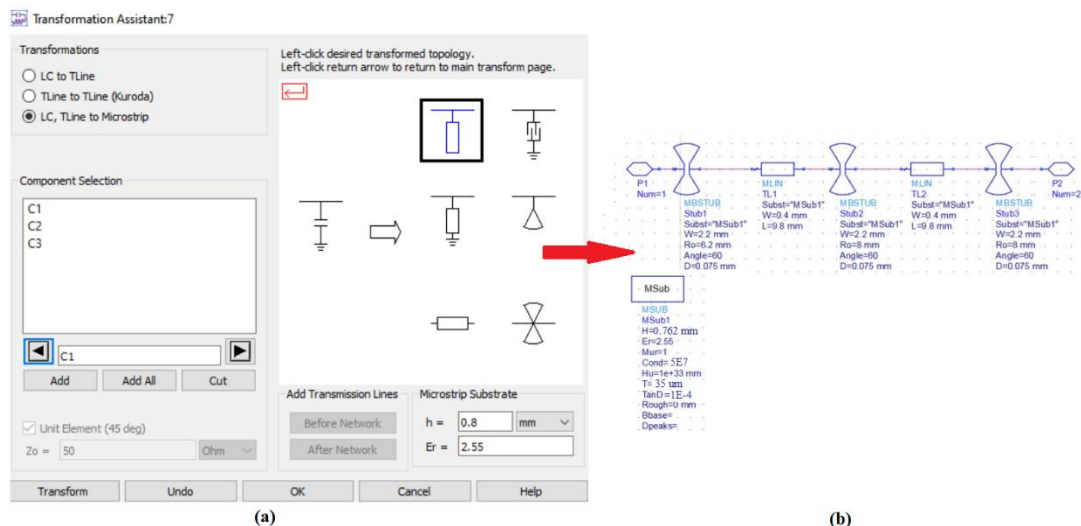 Transformation Assistant:7
Transformations
LC to TLine
TLine to TLine (Kuroda)
LC, TLine to Microstrip
Left-click desired transformed topology.
Left-click return arrow to return to main transform page.
Component Selection
C1
C2
C3
C1
Add
Add All
Cut
Unit Element (45 deg)
Zo =
50
Ohm
Add Transmission Lines
Before Network
After Network
Microstrip Substrate
h =
0.8
mm
Er =
2.55
Transform
Undo
OK
Cancel
Help
(a)
P1
Num=1
MBSTUB
Stub1
Subst="MSub1"
W=2.2 mm
Ro=6.2 mm
Angle=60
D=0.075 mm
MLIN
TL1
Subst="MSub1"
W=0.4 mm
L=9.8 mm
MBSTUB
Stub2
Subst="MSub1"
W=2.2 mm
Ro=8 mm
Angle=60
D=0.075 mm
MLIN
TL2
Subst="MSub1"
W=0.4 mm
L=9.8 mm
MBSTUB
Stub3
Subst="MSub1"
W=2.2 mm
Ro=8 mm
Angle=60
D=0.075 mm
P2
Num=2
MSub
MSUB
MSub1
H=0.762 mm
Er=2.55
Mur=1
Cond= 5E7
Hu=1e+33 mm
T= 35 um
TanD=1E-4
Rough=0 mm
Bbase=
Dpeaks=
(b)